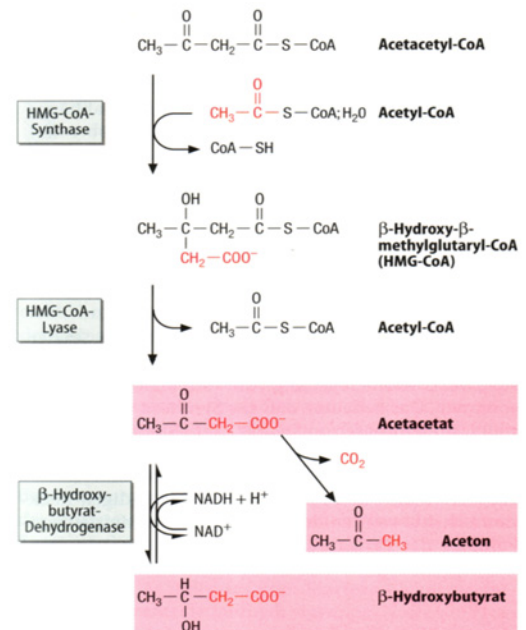 O O
CH₃—C—CH₂—C—S—CoA Acetacetyl-CoA
HMG-CoA-
Synthase
O
CH₃—C—S—CoA; H₂O Acetyl-CoA
CoA—SH
OH O
CH₃—C—CH₂—C—S—CoA β-Hydroxy-β-
CH₂—COO⁻ methylglutaryl-CoA
(HMG-CoA)
HMG-CoA-
Lyase
O
CH₃—C—S—CoA Acetyl-CoA
O
CH₃—C—CH₂—COO⁻ Acetacetat
CO₂
β-Hydroxy-
butyrat-
Dehydrogenase
NADH + H⁺
NAD⁺
O
CH₃—C—CH₃ Aceton
H
CH₃—C—CH₂—COO⁻ β-Hydroxybutyrat
OH